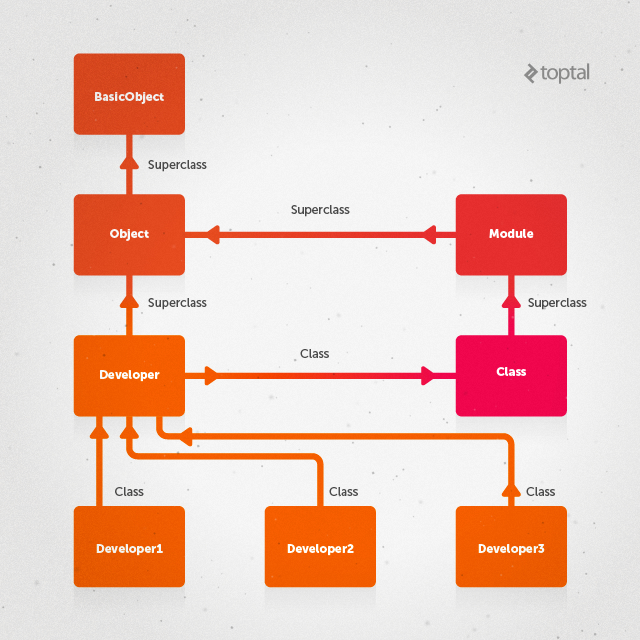 BasicObject
toptal
Superclass
Superclass
Object
Module
Superclass
Superclass
Class
Developer
Class
Class
Class
Class
Developer1
Developer2
Developer3